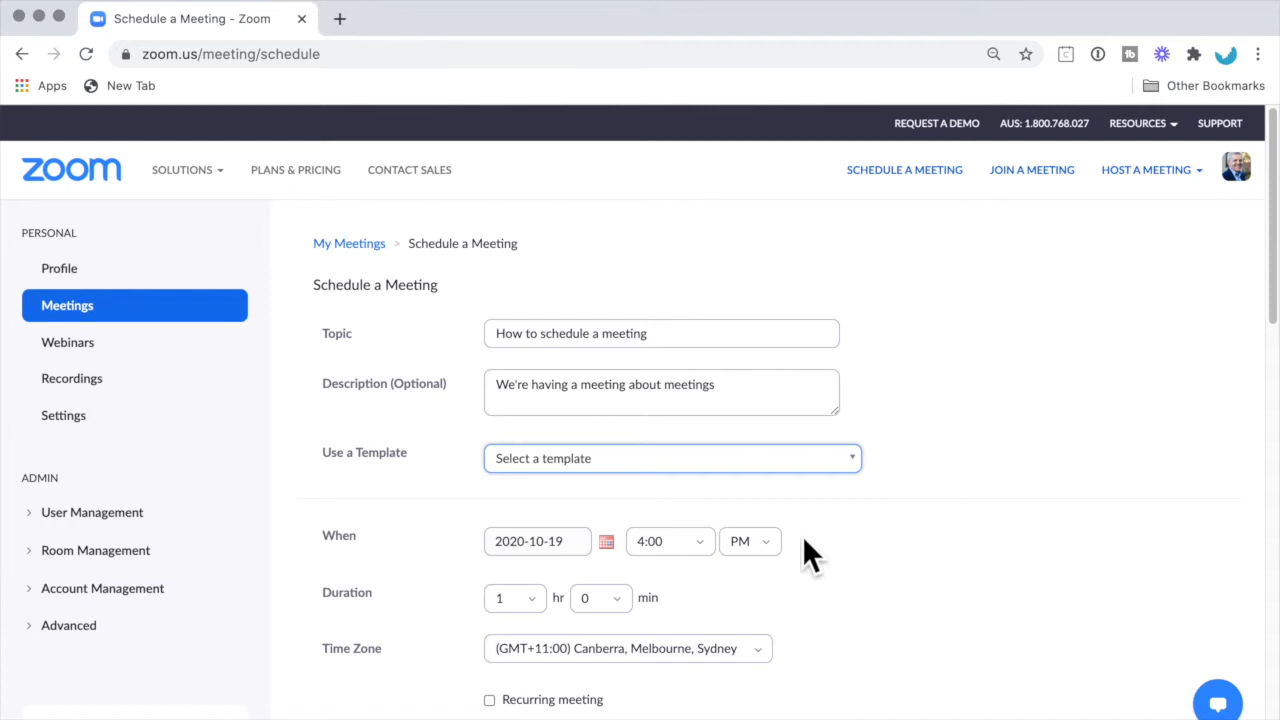 Schedule a Meeting - Zoom
zoom.us/meeting/schedule
Apps New Tab Other Bookmarks
REQUEST A DEMO AUS: 1.800.768.027 RESOURCES SUPPORT
zoom SOLUTIONS PLANS & PRICING CONTACT SALES SCHEDULE A MEETING JOIN A MEETING HOST A MEETING
PERSONAL
Profile
Meetings
Webinars
Recordings
Settings
ADMIN
User Management
Room Management
Account Management
Advanced
My Meetings > Schedule a Meeting
Schedule a Meeting
Topic How to schedule a meeting
Description (Optional) We're having a meeting about meetings
Use a Template Select a template
When 2020-10-19 4:00 PM
Duration 1 hr 0 min
Time Zone (GMT+11:00) Canberra, Melbourne, Sydney
Recurring meeting